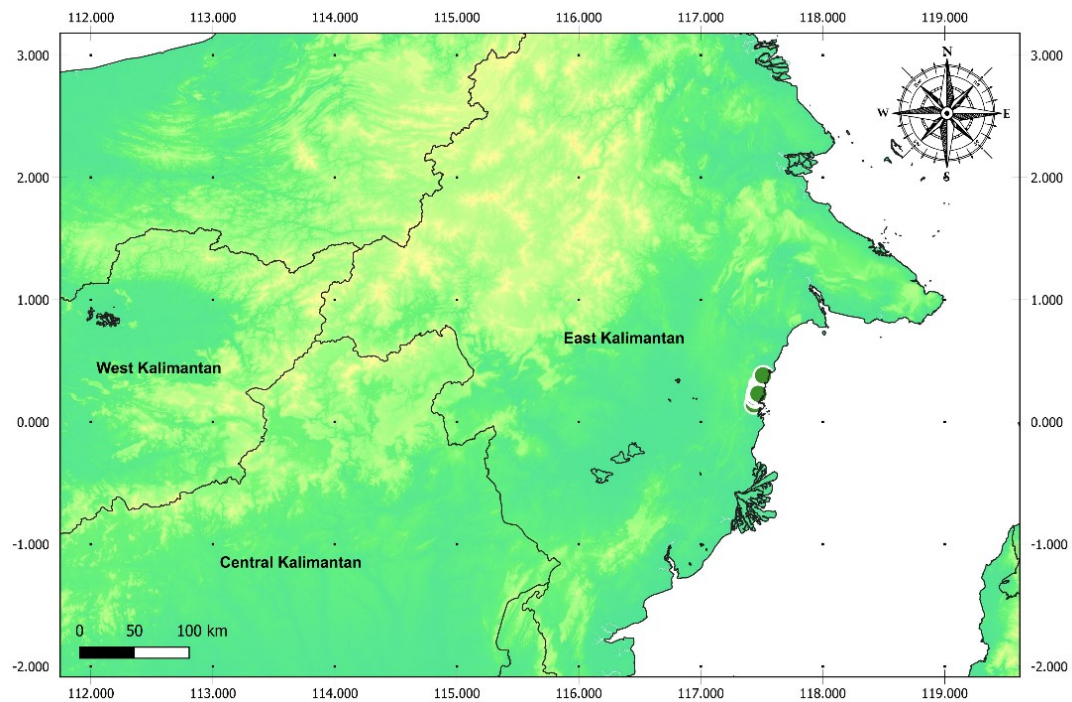 112.000 113.000 114.000 115.000 116.000 117.000 118.000 119.000
3.000 3.000
N
W E
S
2.000 2.000
1.000 1.000
East Kalimantan
West Kalimantan
0.000 0.000
-1.000 -1.000
Central Kalimantan
0 50 100 km
-2.000 -2.000
112.000 113.000 114.000 115.000 116.000 117.000 118.000 119.000